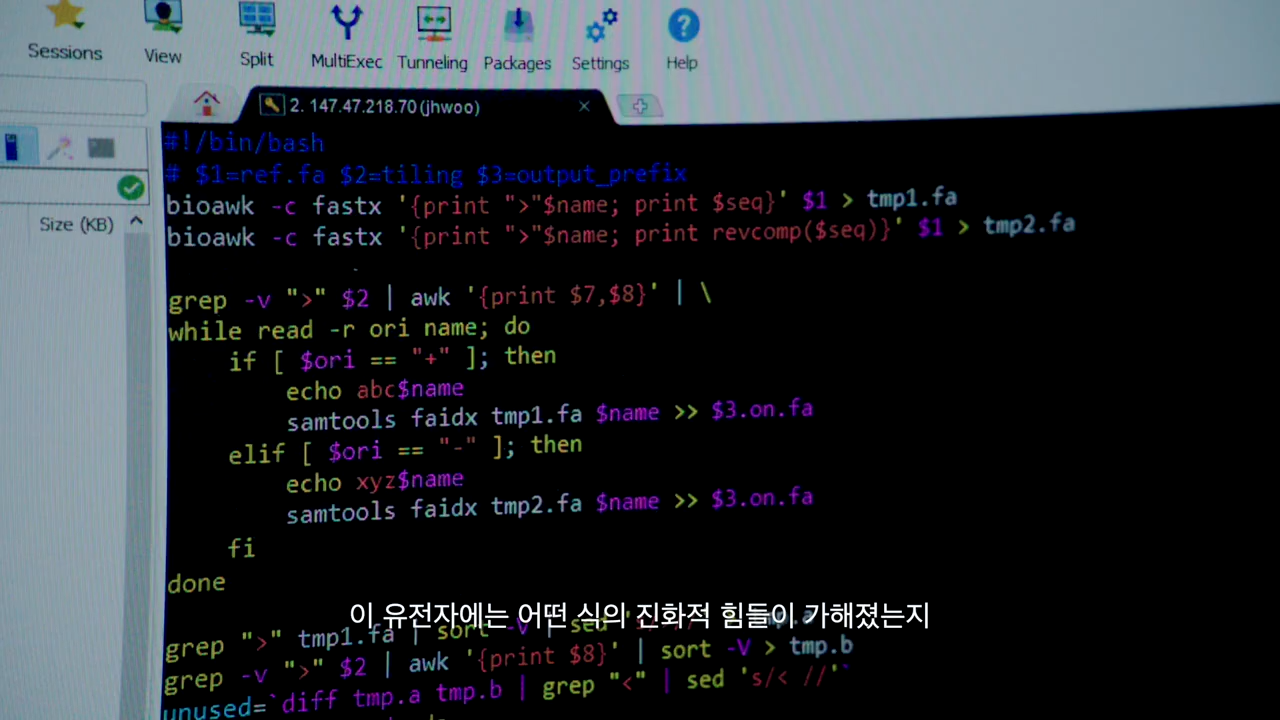 Sessions View Split MultiExec Tunneling Packages Settings Help
2. 147.47.218.70 (jhwoo)
Size (KB)
#!/bin/bash
# $1=ref.fa $2=tiling $3=output_prefix
bioawk -c fastx '{print ">"$name; print $seq}' $1 > tmp1.fa
bioawk -c fastx '{print ">"$name; print revcomp($seq)}' $1 > tmp2.fa
grep -v ">" $2 | awk '{print $7,$8}' | \
while read -r ori name; do
if [ $ori == "+" ]; then
echo abc$name
samtools faidx tmp1.fa $name >> $3.on.fa
elif [ $ori == "-" ]; then
echo xyz$name
samtools faidx tmp2.fa $name >> $3.on.fa
fi
done
이 유전자에는 어떤 식의 진화적 힘들이 가해졌는지
grep ">" tmp1.fa | sort -V | sed
grep -v ">" $2 | awk '{print $8}' | sort -V > tmp.b
unused=`diff tmp.a tmp.b | grep "<" | sed 's/< //'`